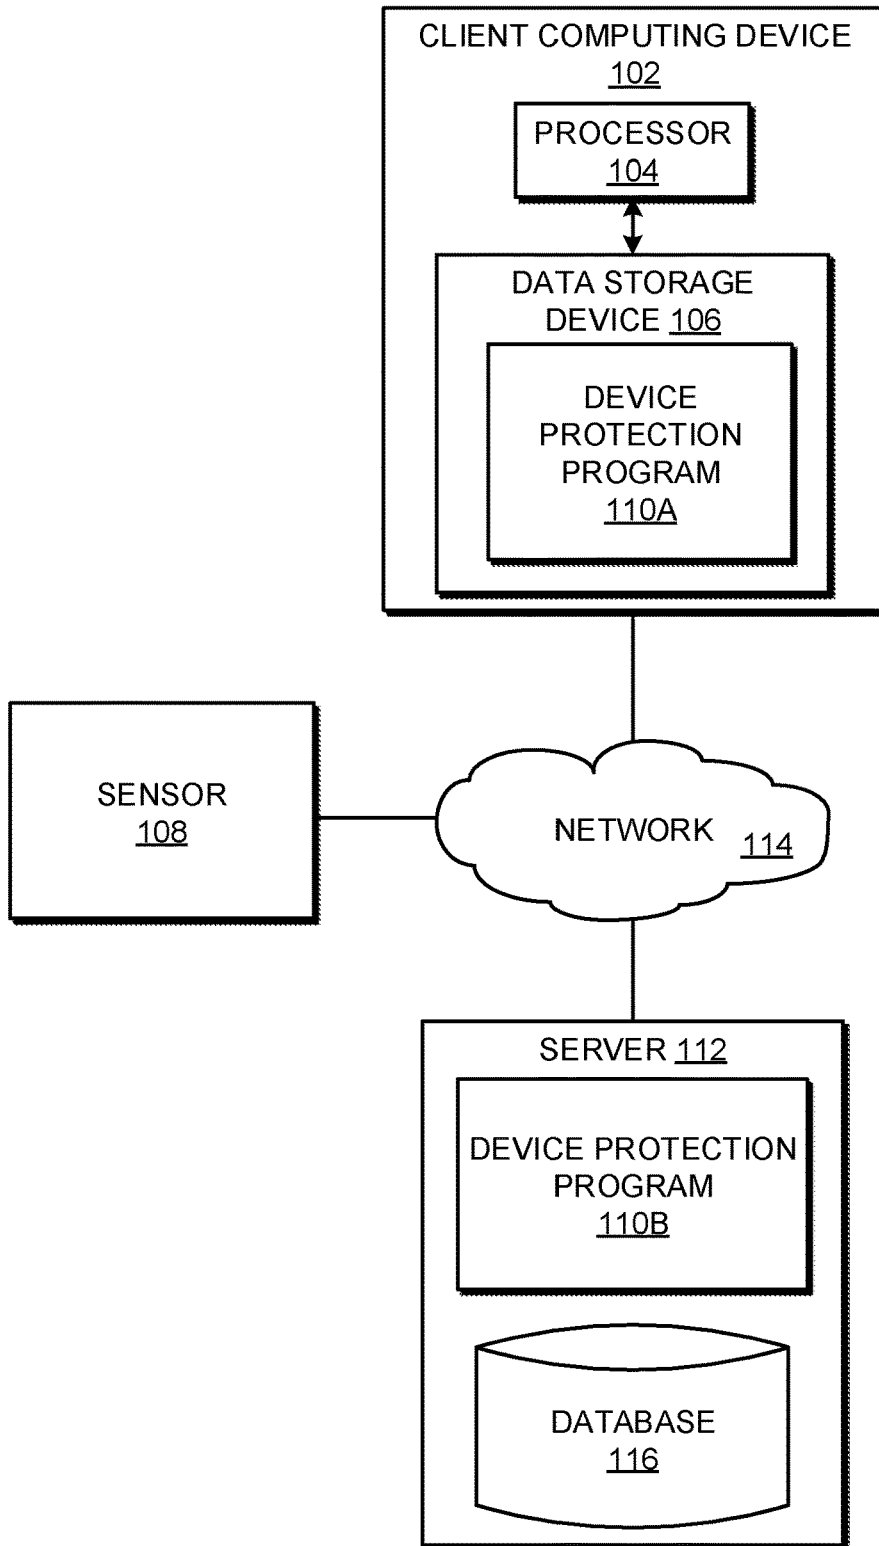 CLIENT COMPUTING DEVICE
102
PROCESSOR
104
DATA STORAGE
DEVICE 106
DEVICE
PROTECTION
PROGRAM
110A
SENSOR
108
NETWORK 114
SERVER 112
DEVICE PROTECTION
PROGRAM
110B
DATABASE
116